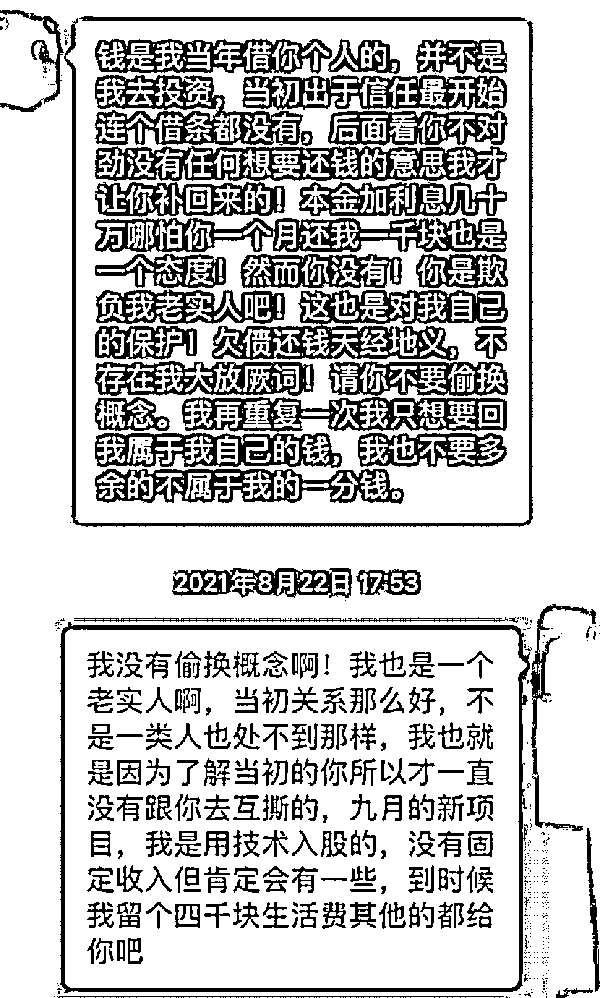 钱是我当年借你个人的，并不是
我去投资，当初出于信任最开始
连个借条都没有，后面看你不对
劲没有任何想要还钱的意思我才
让你补回来的！本金加利息几十
万哪怕你一个月还我一千块也是
一个态度！然而你没有！你是欺
负我老实人吧！这也是对我自己
的保护！欠债还钱天经地义，不
存在我大放厥词！请你不要偷换
概念。我再重复一次我只想要回
我属于我自己的钱，我也不要多
余的不属于我的一分钱。
2021年8月22日 17:53
我没有偷换概念啊！我也是一个
老实人啊，当初关系那么好，不
是一类人也处不到那样，我也就
是因为了解当初的你所以才一直
没有跟你去互撕的，九月的新项
目，我是用技术入股的，没有固
定收入但肯定会有一些，到时候
我留个四千块生活费其他的都给
你吧